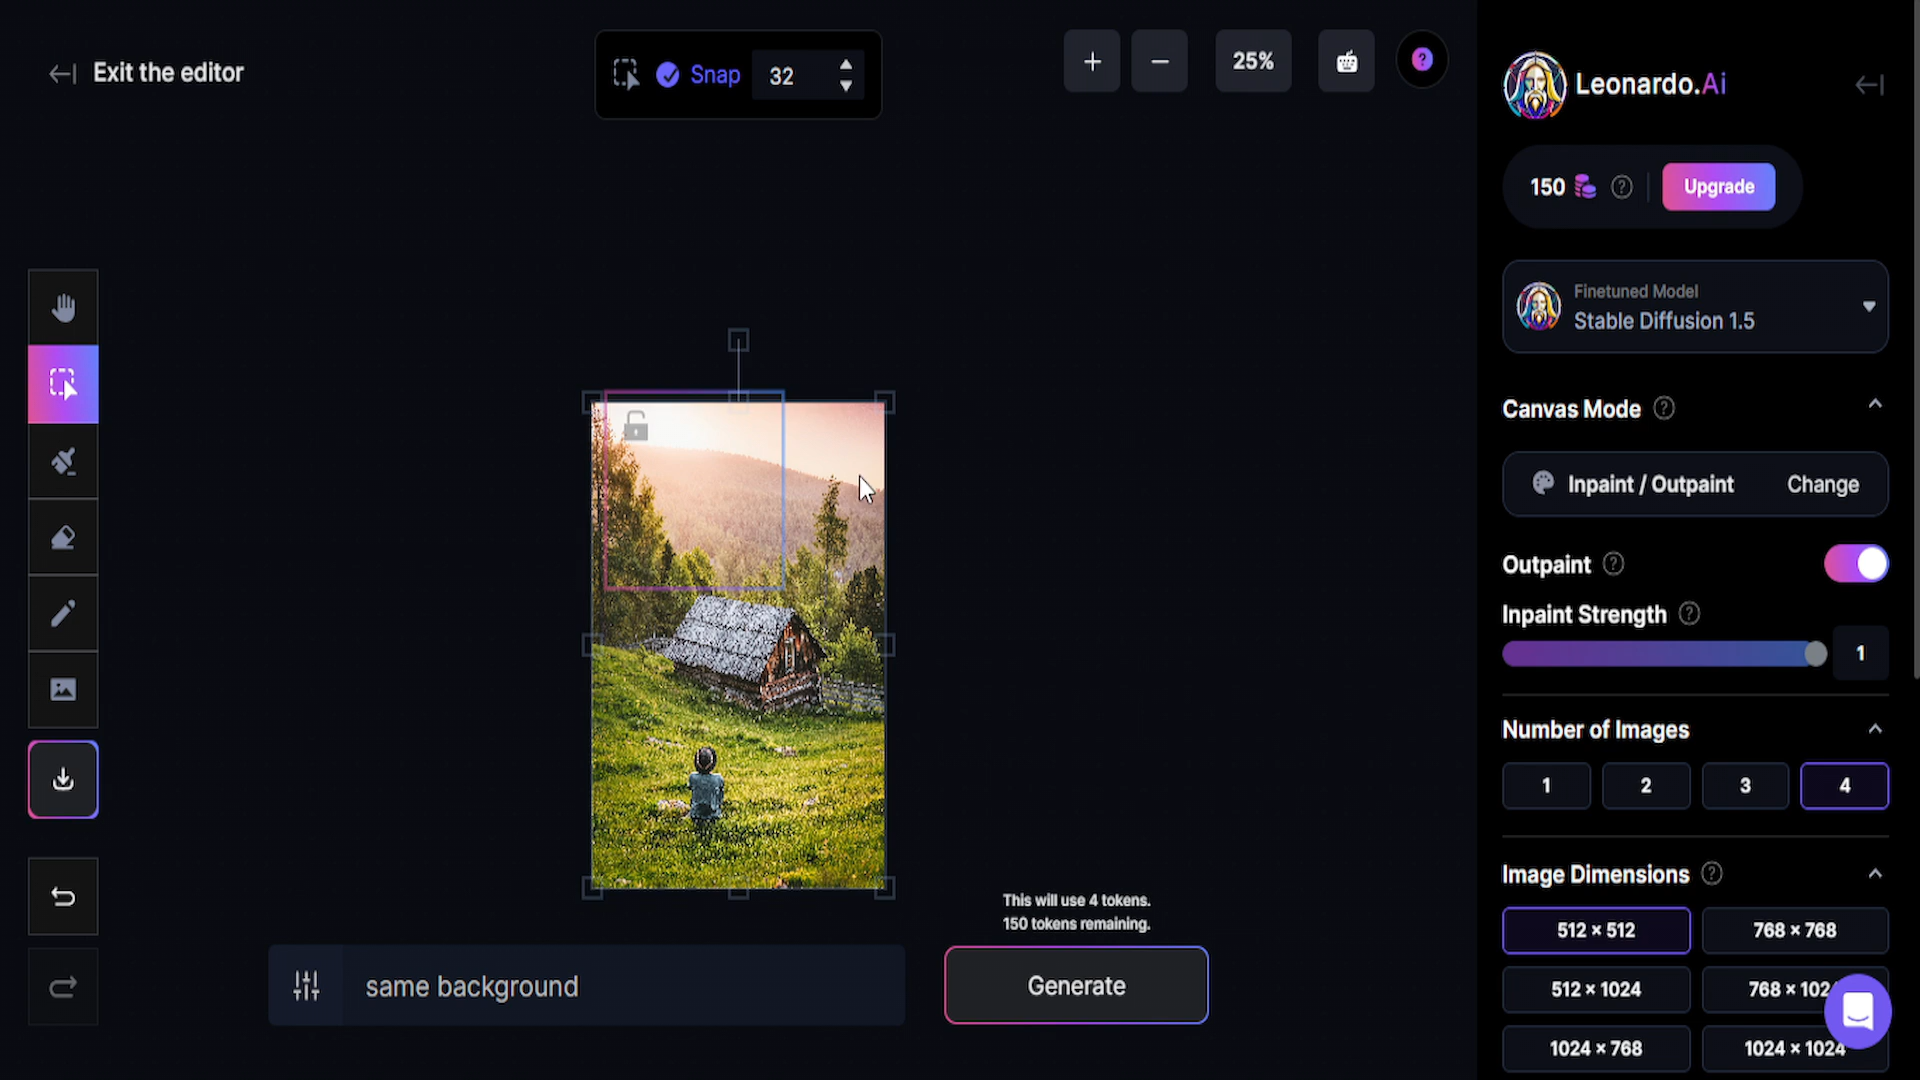 Exit the editor
Snap
32
25%
?
Leonardo.Ai
150
?
Upgrade
Finetuned Model
Stable Diffusion 1.5
Canvas Mode ?
Inpaint / Outpaint
Change
Outpaint ?
Inpaint Strength ?
1
Number of Images
1
2
3
4
Image Dimensions ?
512 × 512
768 × 768
512 × 1024
768 × 102
1024 × 768
1024 × 1024
This will use 4 tokens.
150 tokens remaining.
same background
Generate